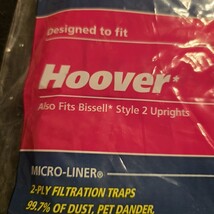 Designed to fit
Hoover*
Also Fits Bissell* Style 2 Uprights
MICRO-LINER®
2-PLY FILTRATION TRAPS
99.7% OF DUST, PET DANDER,